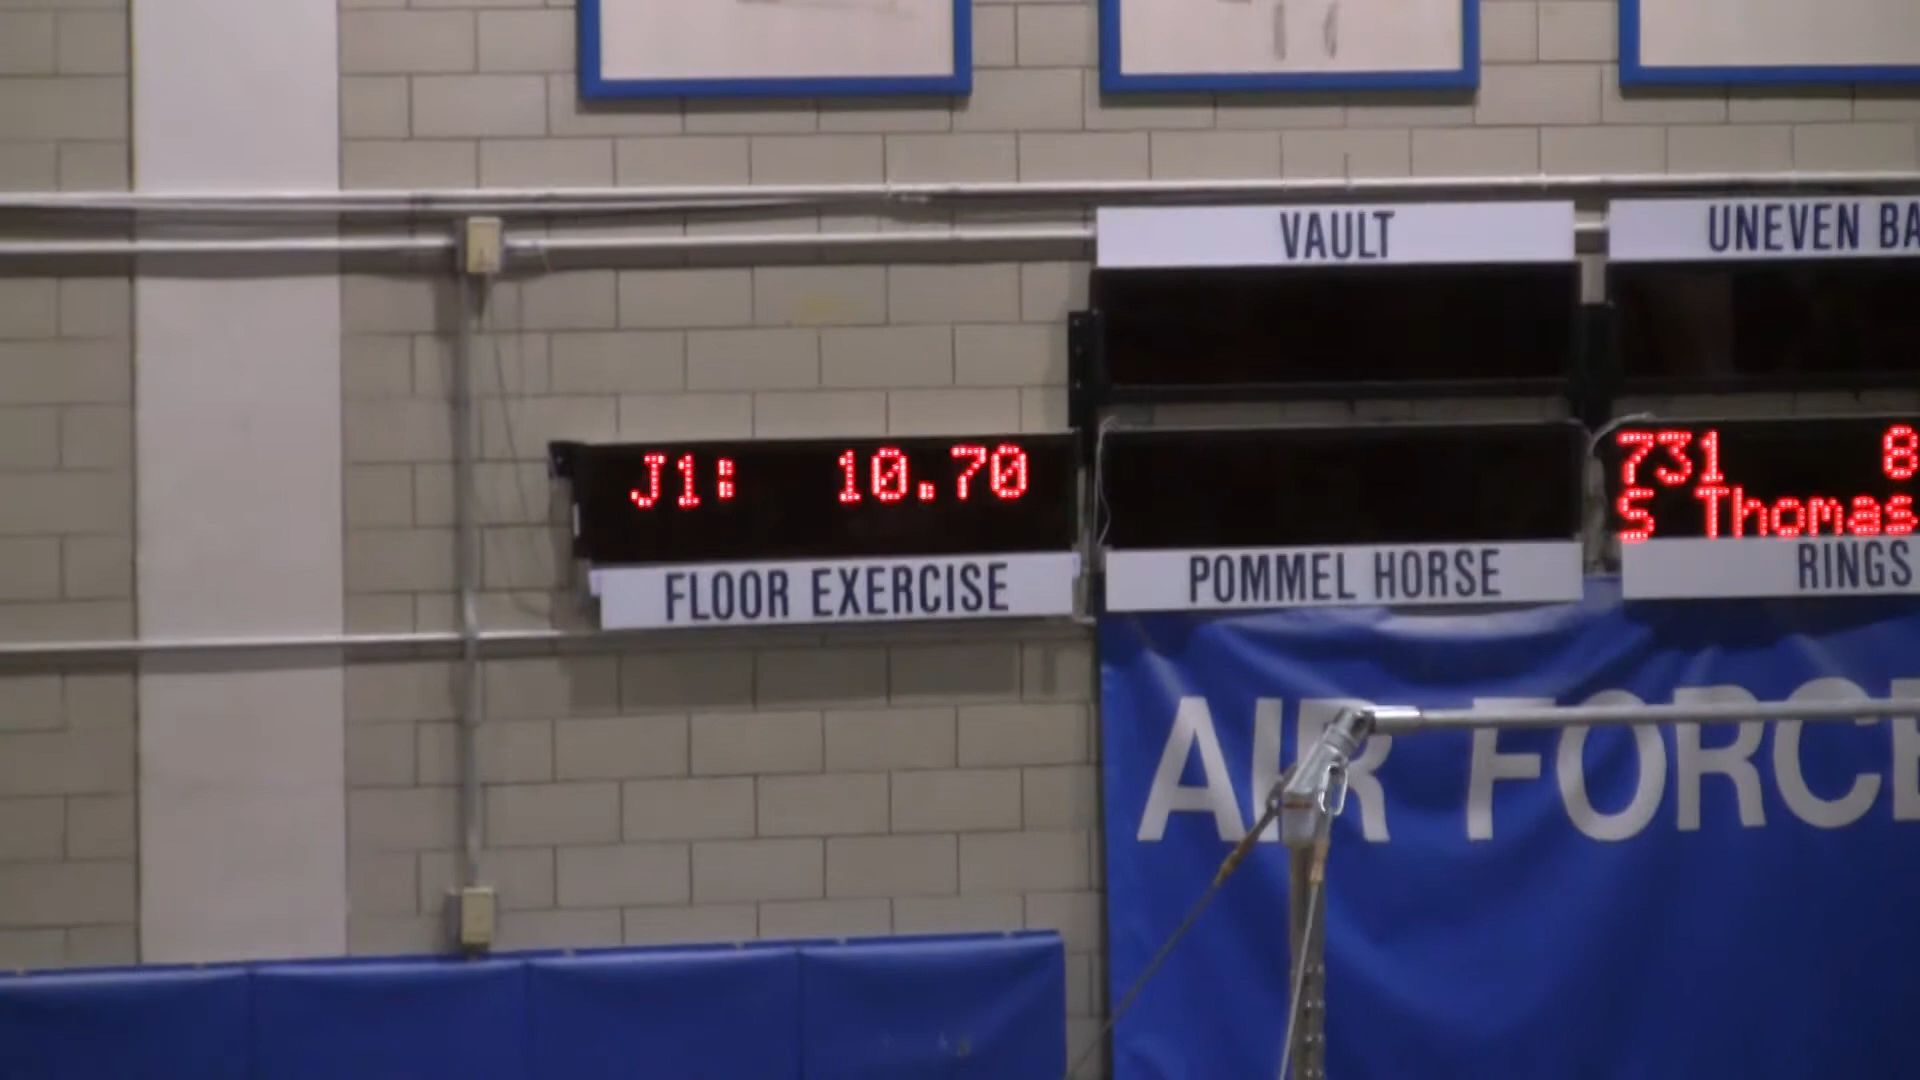 VAULT
UNEVEN BA
J1: 10.70
731 8
S Thomas
FLOOR EXERCISE
POMMEL HORSE
RINGS
AIR FORCE